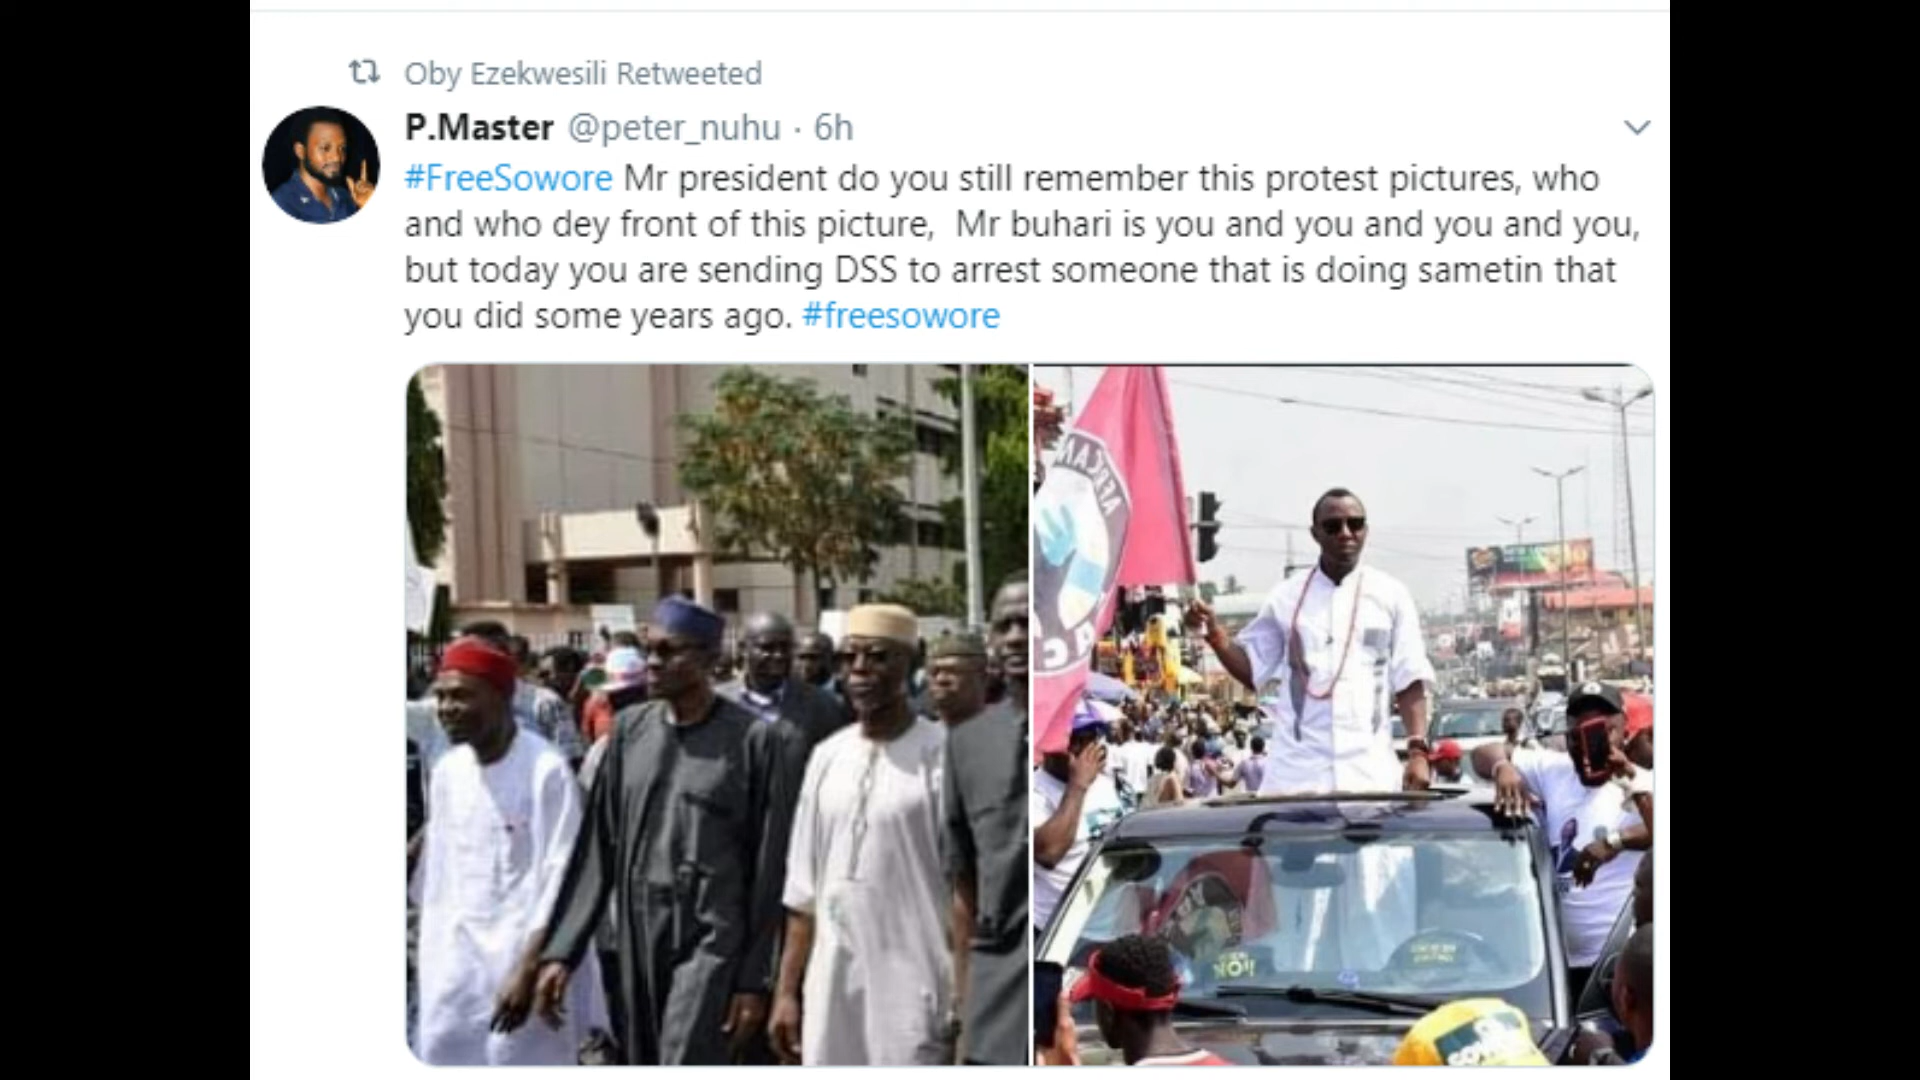 Oby Ezekwesili Retweeted
P.Master @peter_nuhu · 6h
#FreeSowore Mr president do you still remember this protest pictures, who
and who dey front of this picture,  Mr buhari is you and you and you and you,
but today you are sending DSS to arrest someone that is doing sametin that
you did some years ago. #freesowore
AFRICAN